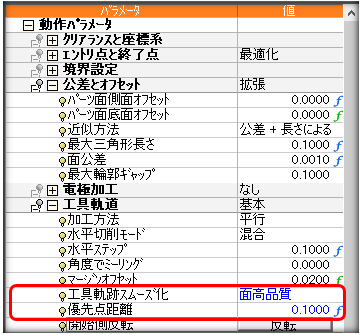 パラメータ 値
動作パラメータ
クリアランスと座標系
エントリ点と終了点 最適化
境界設定
公差とオフセット 拡張
パーツ面側面オフセット 0.0000 f
パーツ面底面オフセット 0.0000 f
近似方法 公差 + 長さによる
最大三角形長さ 0.1000 f
面公差 0.0010 f
最大輪郭ギャップ 0.1000
電極加工 なし
工具軌道 基本
加工方法 平行
水平切削モード 混合
水平ステップ 0.1000 f
角度でミーリング 0.0000
マージンオフセット 0.0200 f
工具軌跡スムーズ化 面高品質
優先点距離 0.1000 f
開始側反転 反転